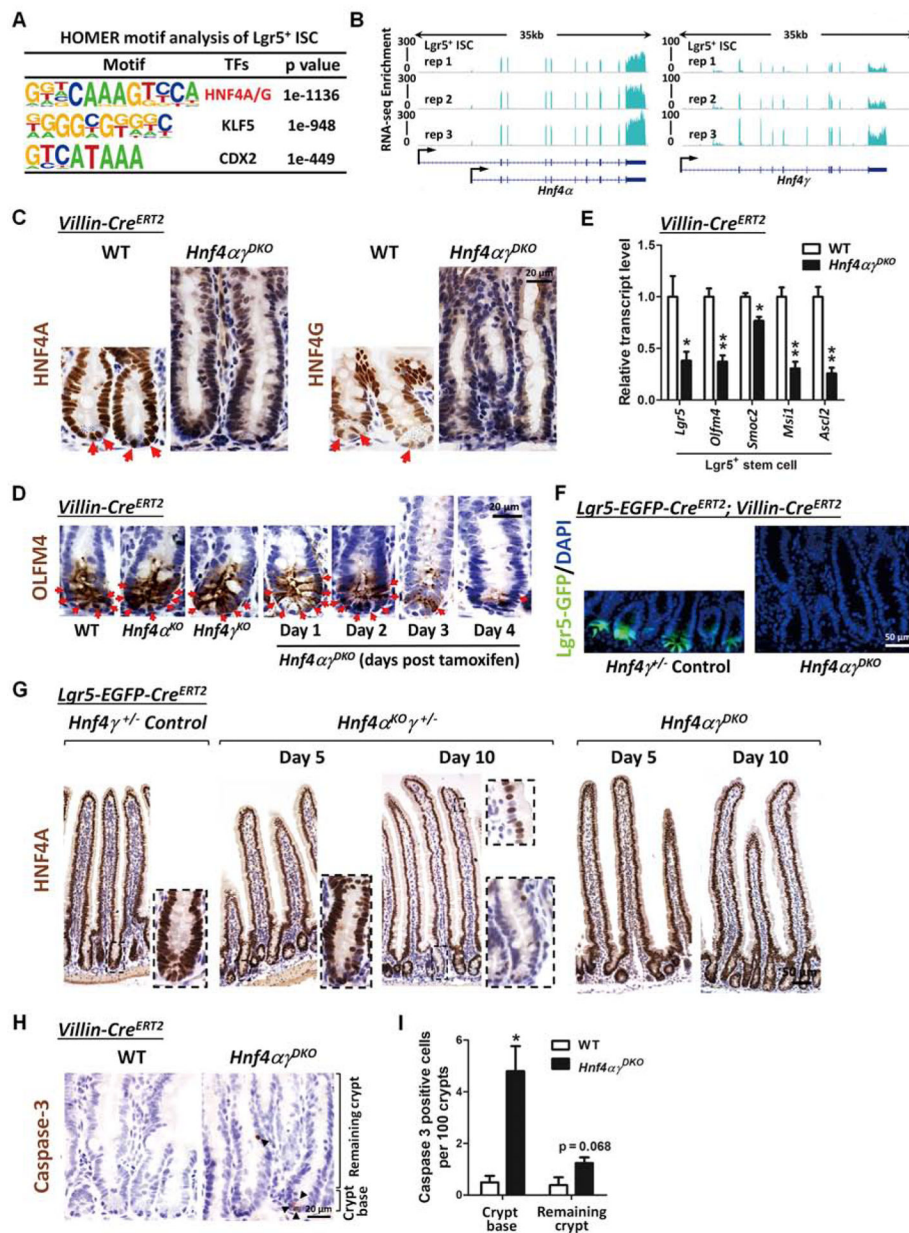 A
HOMER motif analysis of Lgr5+ ISC
Motif TFs p value
GGTCAAAGTCCA HNF4A/G 1e-1136
GGGCGTGGC KLF5 1e-948
GTCATAAA CDX2 1e-449
B
35kb 35kb
RNA-seq Enrichment
300 Lgr5+ ISC 100 Lgr5+ ISC
0 rep 1 0 rep 1
300 100
0 rep 2 0 rep 2
300 100
0 rep 3 0 rep 3
Hnf4α Hnf4γ
C
Villin-CreERT2
WT Hnf4αγDKO WT Hnf4αγDKO
20 μm
HNF4A HNF4G
D
Villin-CreERT2
20 μm
OLFM4
WT Hnf4αKO Hnf4γKO Day 1 Day 2 Day 3 Day 4
Hnf4αγDKO (days post tamoxifen)
E
Villin-CreERT2
WT
Hnf4αγDKO
Relative transcript level
1.5
1.0
0.5
0.0
* ** * ** **
Lgr5 Olfm4 Smoc2 Msi1 Ascl2
Lgr5+ stem cell
F
Lgr5-EGFP-CreERT2; Villin-CreERT2
Lgr5-GFP/DAPI
50 μm
Hnf4γ+/- Control Hnf4αγDKO
G
Lgr5-EGFP-CreERT2
Hnf4γ+/- Control Hnf4αKOγ+/- Hnf4αγDKO
Day 5 Day 10 Day 5 Day 10
HNF4A
50 μm
H
Villin-CreERT2
WT Hnf4αγDKO
Caspase-3
Remaining crypt
Crypt base
20 μm
I
WT
Hnf4αγDKO
Caspase 3 positive cells
per 100 crypts
6
4
2
0
*
p = 0.068
Crypt Remaining
base crypt